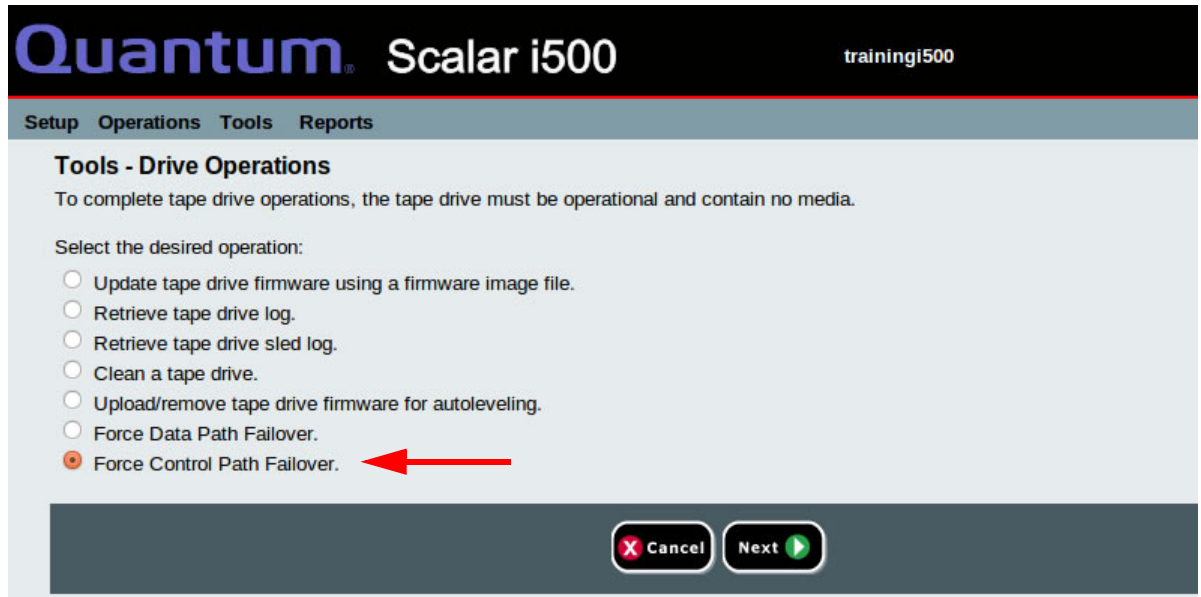 Quantum® Scalar i500
trainingi500
Setup Operations Tools Reports
Tools - Drive Operations
To complete tape drive operations, the tape drive must be operational and contain no media.
Select the desired operation:
Update tape drive firmware using a firmware image file.
Retrieve tape drive log.
Retrieve tape drive sled log.
Clean a tape drive.
Upload/remove tape drive firmware for autoleveling.
Force Data Path Failover.
Force Control Path Failover.
X Cancel
Next